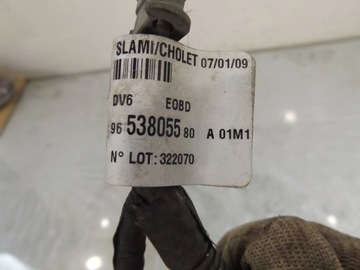 SLAMI/CHOLET 07/01/09
DV6 EOBD
96 538055 80 A 01M1
N° LOT: 322070